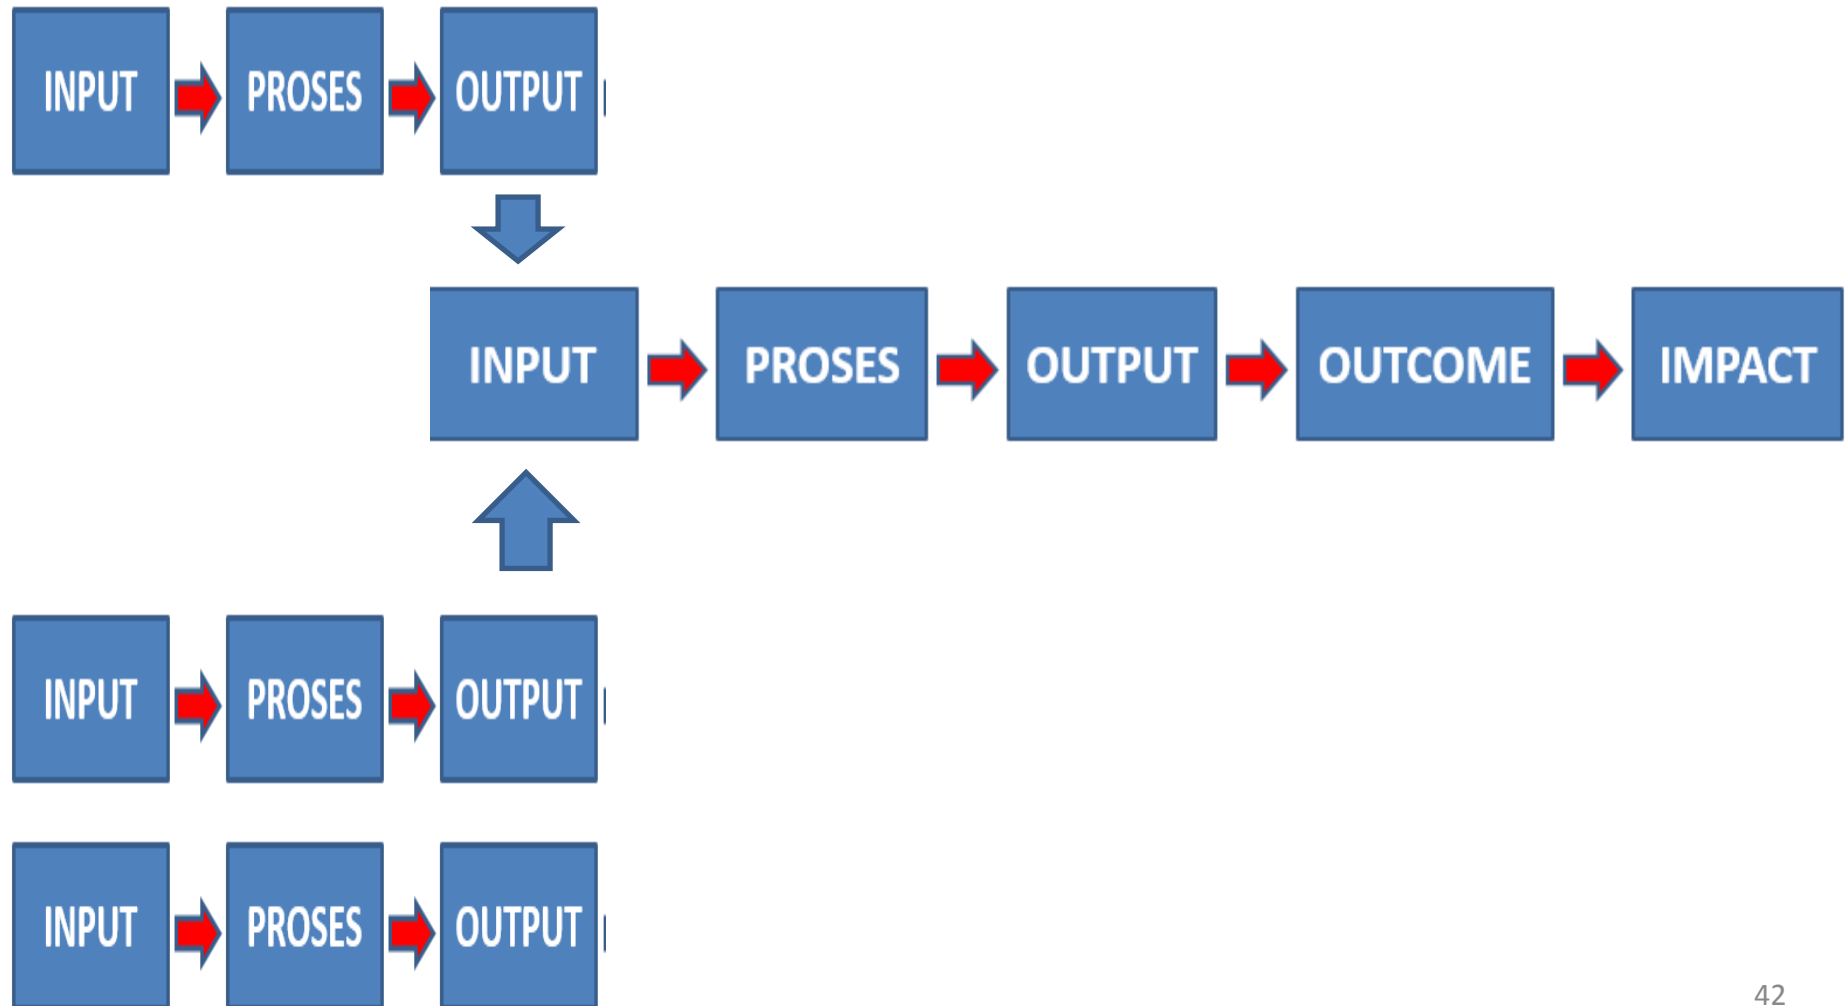 INPUT PROSES OUTPUT
INPUT PROSES OUTPUT OUTCOME IMPACT
INPUT PROSES OUTPUT
INPUT PROSES OUTPUT
42